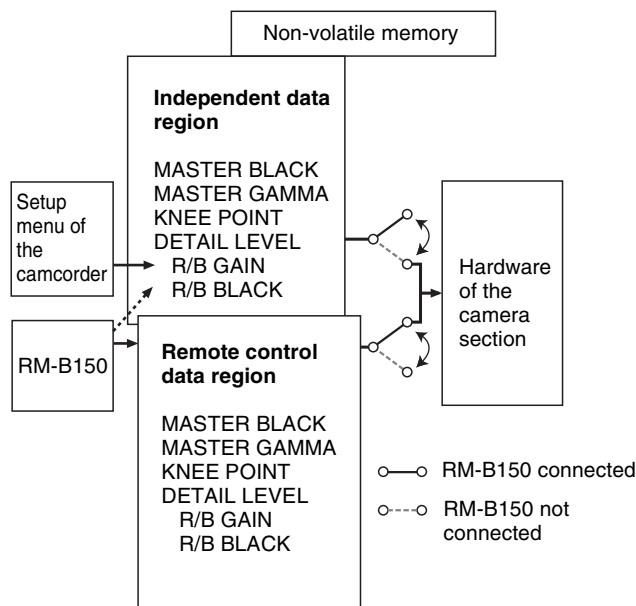 Non-volatile memory
Independent data
region
MASTER BLACK
MASTER GAMMA
KNEE POINT
DETAIL LEVEL
R/B GAIN
R/B BLACK
Setup
menu of
the
camcorder
RM-B150
Remote control
data region
MASTER BLACK
MASTER GAMMA
KNEE POINT
DETAIL LEVEL
R/B GAIN
R/B BLACK
Hardware
of the
camera
section
RM-B150 connected
RM-B150 not
connected